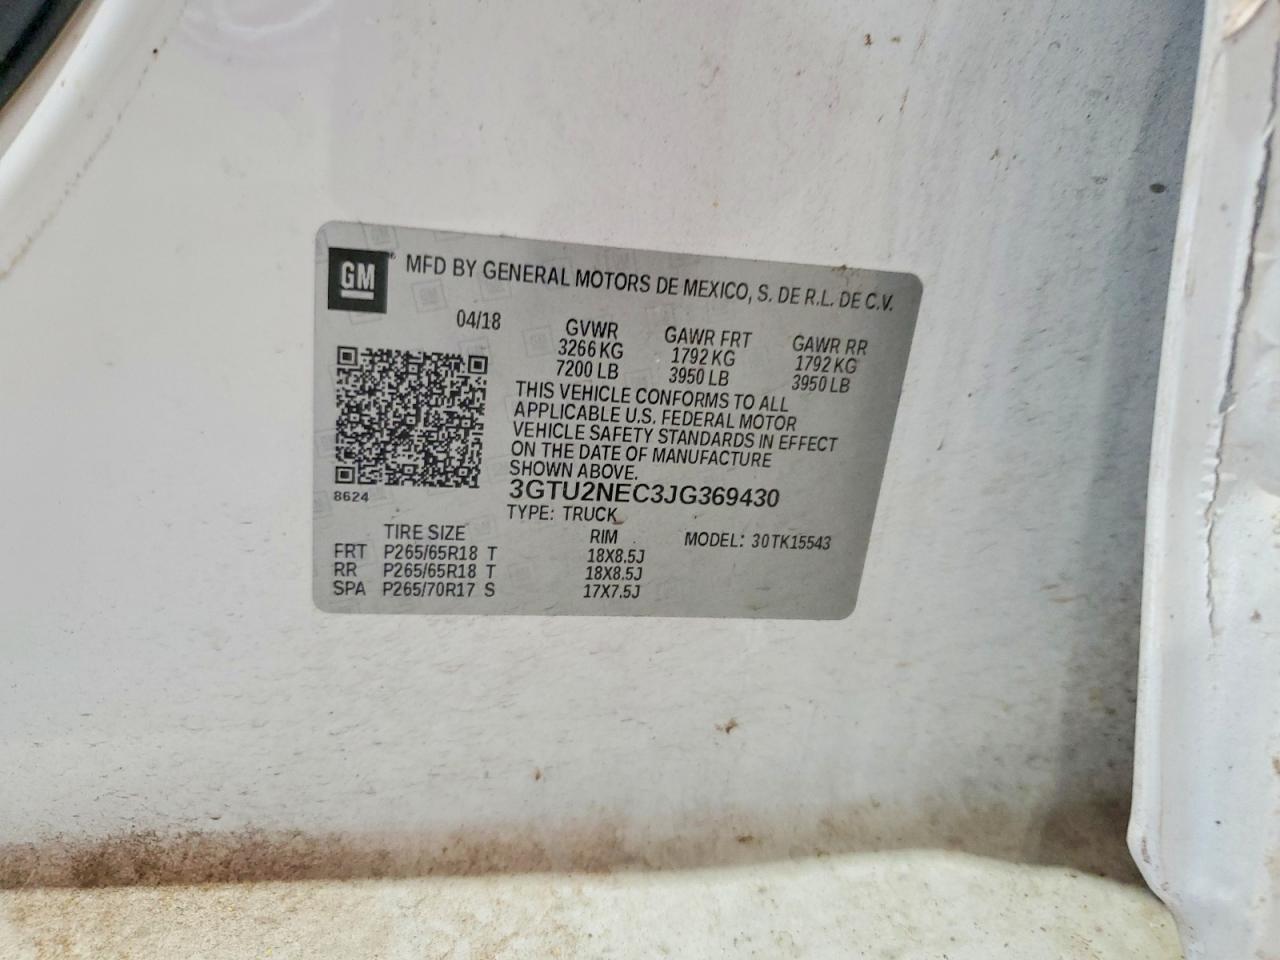 GM® MFD BY GENERAL MOTORS DE MEXICO, S. DE R.L. DE C.V.
04/18 GVWR GAWR FRT GAWR RR
3266 KG 1792 KG 1792 KG
7200 LB 3950 LB 3950 LB
THIS VEHICLE CONFORMS TO ALL
APPLICABLE U.S. FEDERAL MOTOR
VEHICLE SAFETY STANDARDS IN EFFECT
ON THE DATE OF MANUFACTURE
SHOWN ABOVE.
8624 3GTU2NEC3JG369430
TYPE: TRUCK
TIRE SIZE RIM MODEL: 30TK15543
FRT P265/65R18 T 18X8.5J
RR P265/65R18 T 18X8.5J
SPA P265/70R17 S 17X7.5J